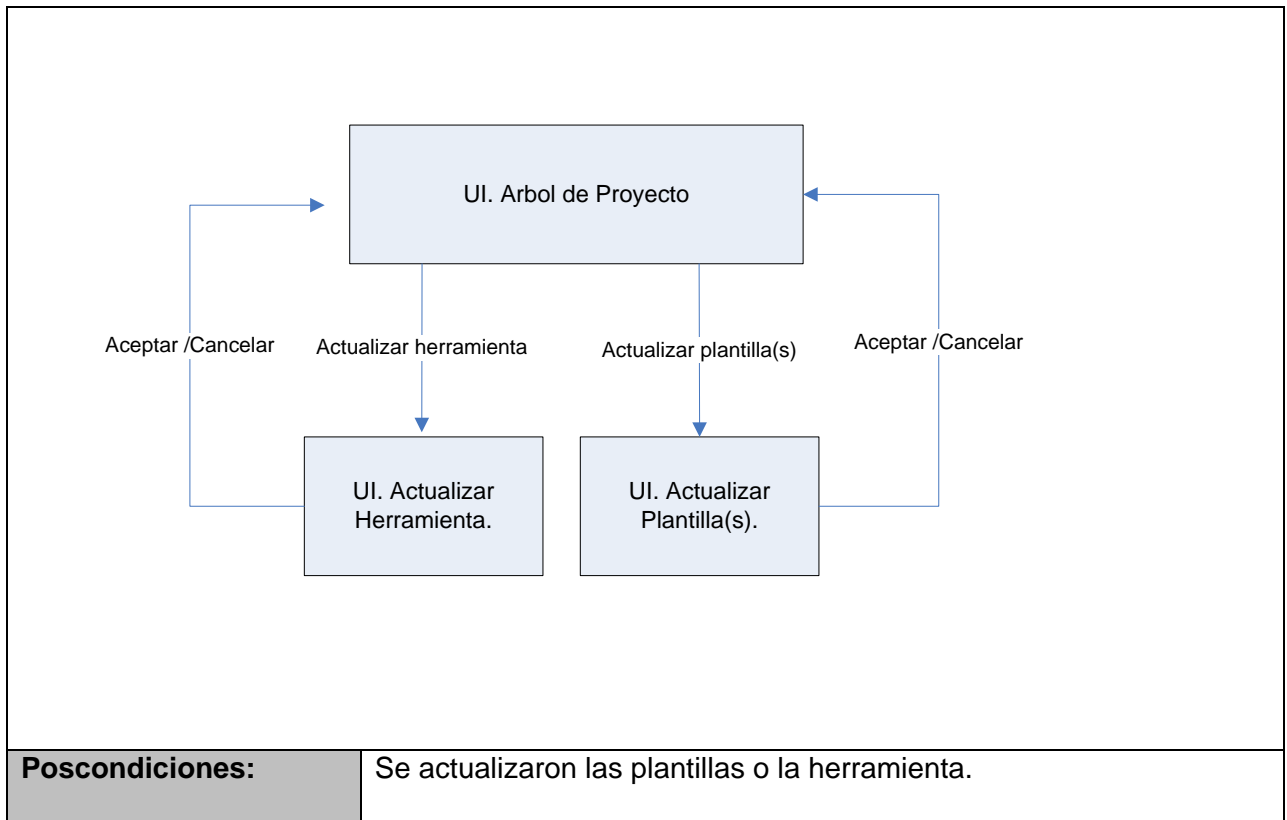 UI. Arbol de Proyecto
Aceptar /Cancelar
Actualizar herramienta
Actualizar plantilla(s)
Aceptar /Cancelar
UI. Actualizar
Herramienta.
UI. Actualizar
Plantilla(s).
Poscondiciones:
Se actualizaron las plantillas o la herramienta.